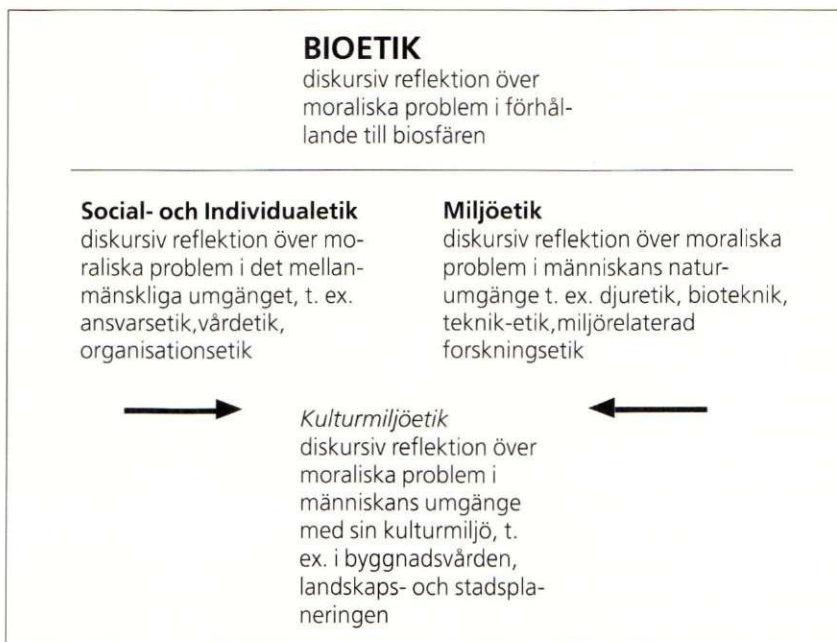 BIOETIK
diskursiv reflektion över
moraliska problem i förhål-
lande till biosfären
Social- och Individualetik
diskursiv reflektion över mo-
raliska problem i det mellan-
mänskliga umgänget, t. ex.
ansvarsetik,vårdetik,
organisationsetik
Miljöetik
diskursiv reflektion över moraliska
problem i människans natur-
umgänge t. ex. djuretik, bioteknik,
teknik-etik,miljörelaterad
forskningsetik
Kulturmiljöetik
diskursiv reflektion över
moraliska problem i
människans umgänge
med sin kulturmiljö, t.
ex. i byggnadsvården,
landskaps- och stadspla-
neringen